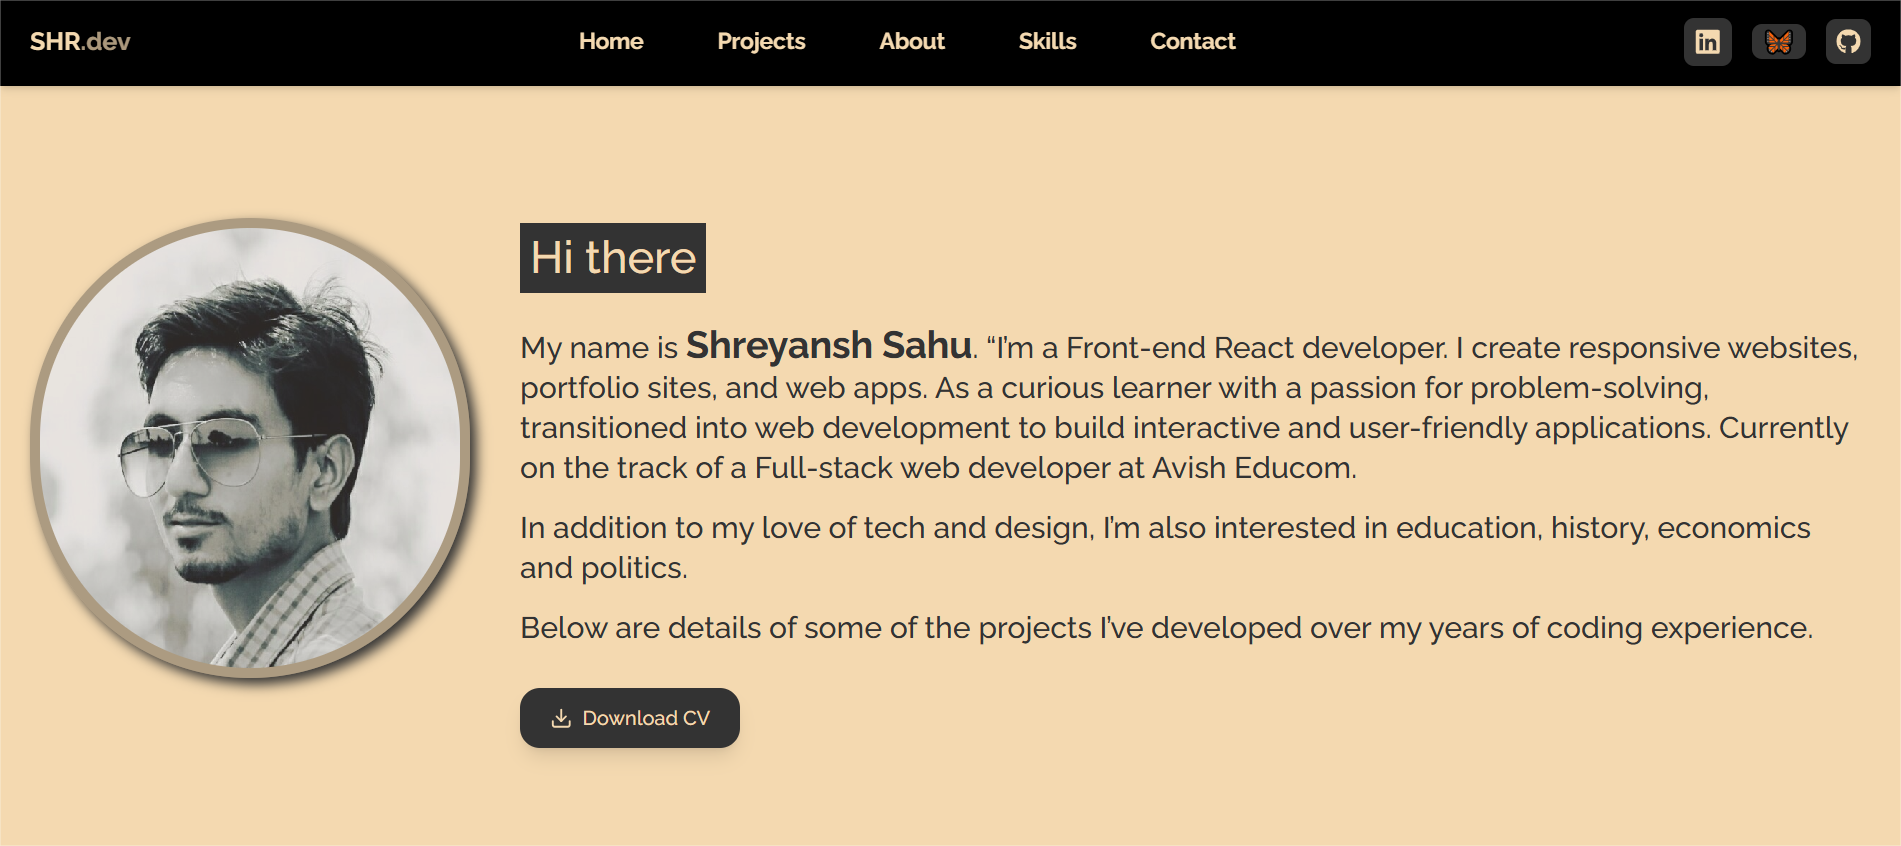 SHR.dev
Home Projects About Skills Contact
in
Hi there
My name is Shreyansh Sahu. “I’m a Front-end React developer. I create responsive websites,
portfolio sites, and web apps. As a curious learner with a passion for problem-solving,
transitioned into web development to build interactive and user-friendly applications. Currently
on the track of a Full-stack web developer at Avish Educom.
In addition to my love of tech and design, I’m also interested in education, history, economics
and politics.
Below are details of some of the projects I’ve developed over my years of coding experience.
Download CV